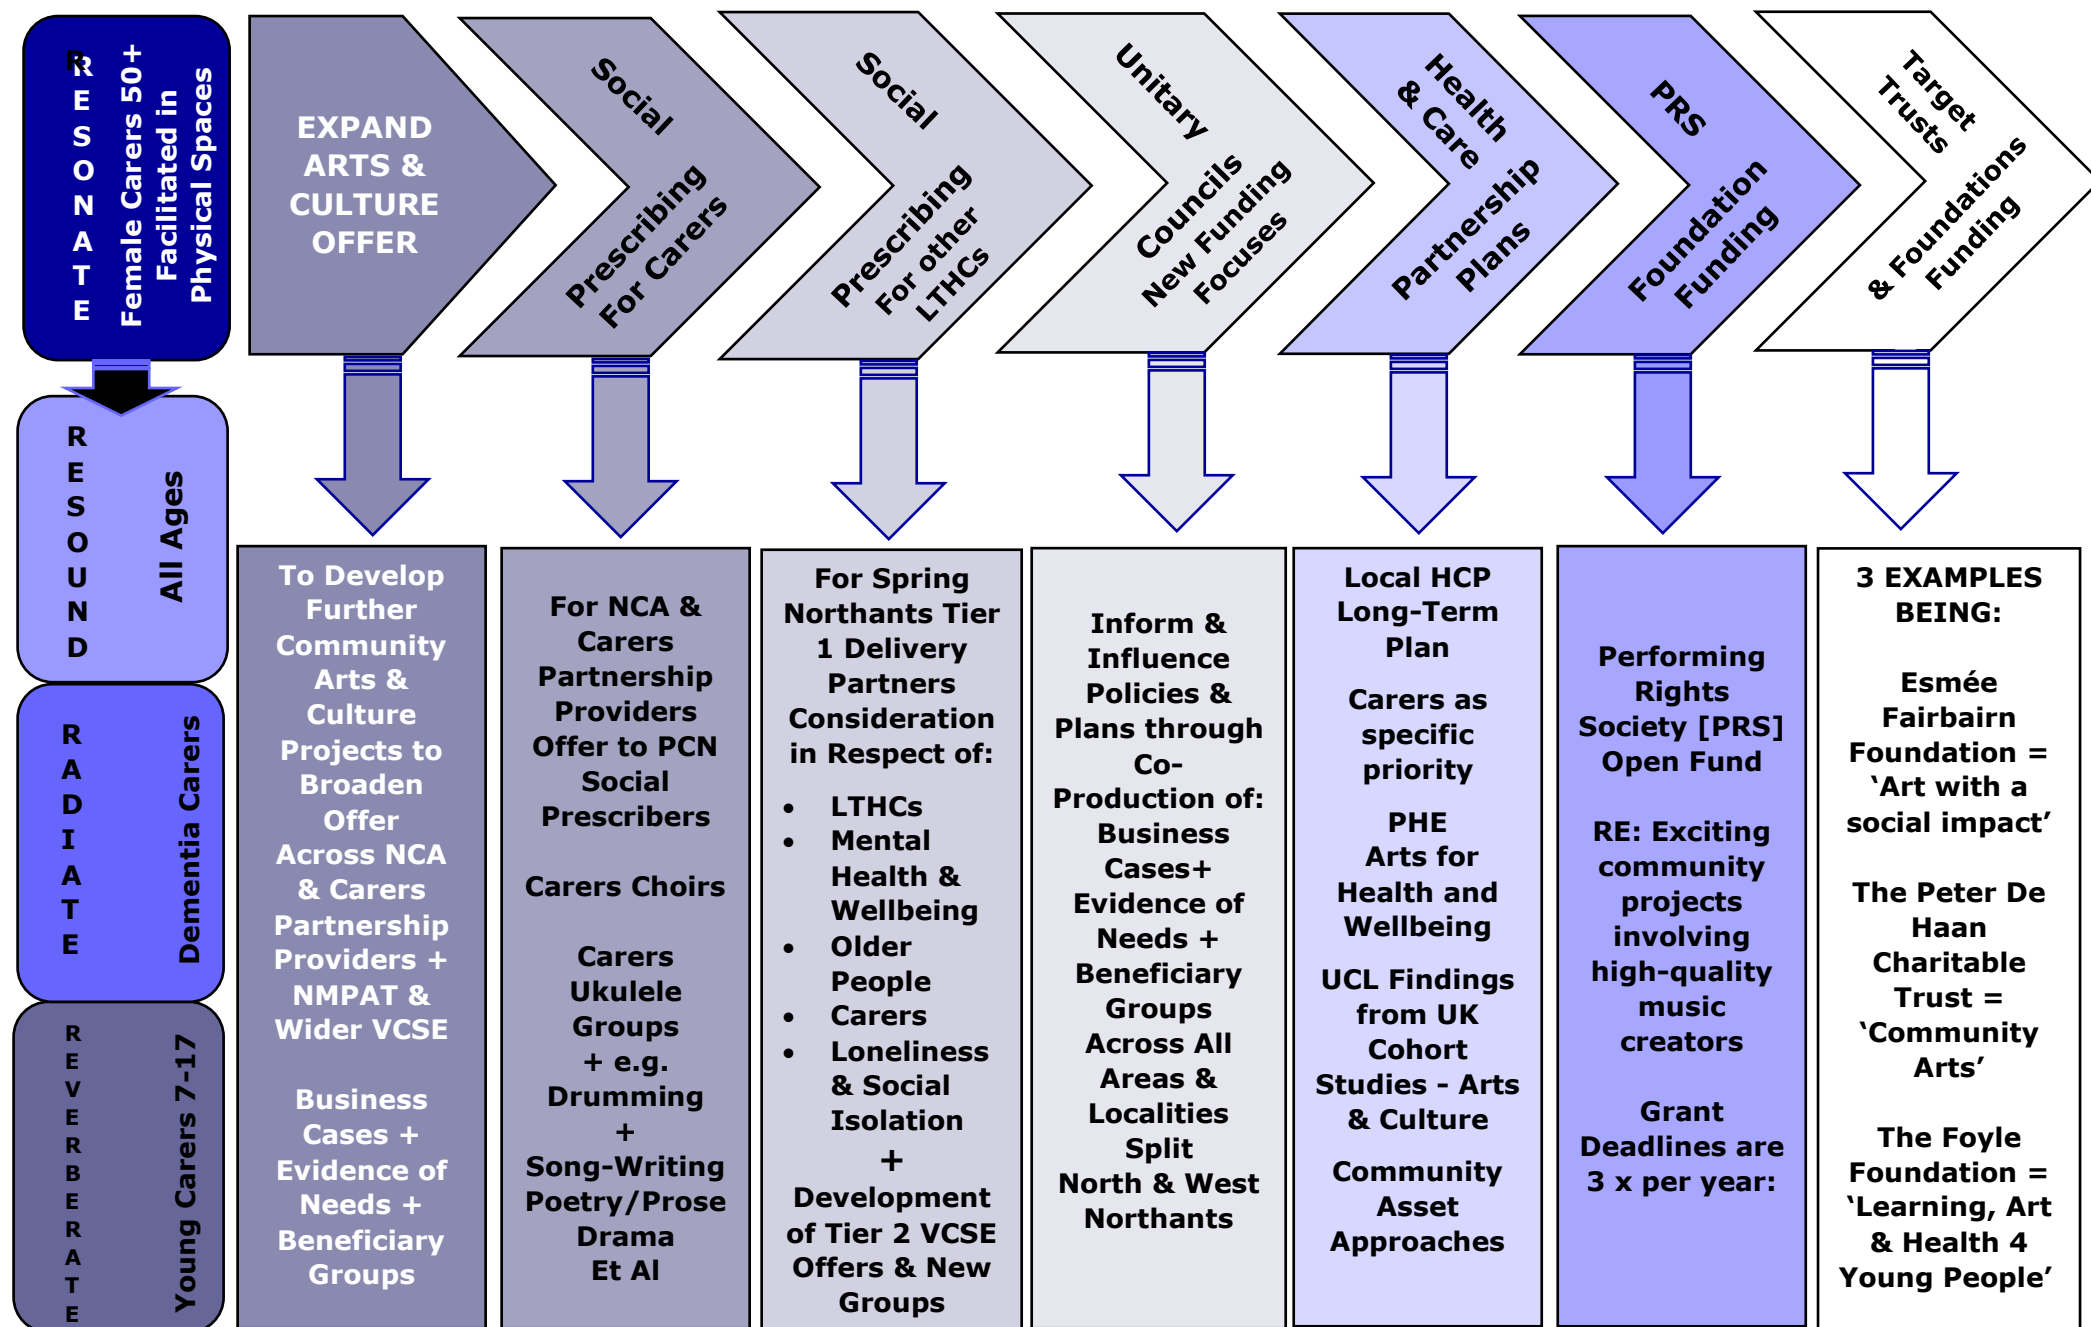 R
RESONATE
Female Carers 50+
Facilitated in
Physical Spaces
EXPAND
ARTS &
CULTURE
OFFER
Social
Prescribing
For Carers
Social
Prescribing
For other
LTHCs
Unitary
Councils
New Funding
Focuses
Health
& Care
Partnership
Plans
PRS
Foundation
Funding
Target
Trusts
& Foundations
Funding
RESOUND
All Ages
RADIATE
Dementia Carers
REVERBERATE
Young Carers 7-17
To Develop
Further
Community
Arts &
Culture
Projects to
Broaden
Offer
Across NCA
& Carers
Partnership
Providers +
NMPAT &
Wider VCSE
Business
Cases +
Evidence of
Needs +
Beneficiary
Groups
For NCA &
Carers
Partnership
Providers
Offer to PCN
Social
Prescribers
Carers Choirs
Carers
Ukulele
Groups
+ e.g.
Drumming
+
Song-Writing
Poetry/Prose
Drama
Et Al
For Spring
Northants Tier
1 Delivery
Partners
Consideration
in Respect of:
• LTHCs
• Mental
Health &
Wellbeing
• Older
People
• Carers
• Loneliness
& Social
Isolation
+
Development
of Tier 2 VCSE
Offers & New
Groups
Inform &
Influence
Policies &
Plans through
Co-
Production of:
Business
Cases+
Evidence of
Needs +
Beneficiary
Groups
Across All
Areas &
Localities
Split
North & West
Northants
Local HCP
Long-Term
Plan
Carers as
specific
priority
PHE
Arts for
Health and
Wellbeing
UCL Findings
from UK
Cohort
Studies - Arts
& Culture
Community
Asset
Approaches
Performing
Rights
Society [PRS]
Open Fund
RE: Exciting
community
projects
involving
high-quality
music
creators
Grant
Deadlines are
3 x per year:
3 EXAMPLES
BEING:
Esmée
Fairbairn
Foundation =
‘Art with a
social impact’
The Peter De
Haan
Charitable
Trust =
‘Community
Arts’
The Foyle
Foundation =
‘Learning, Art
& Health 4
Young People’